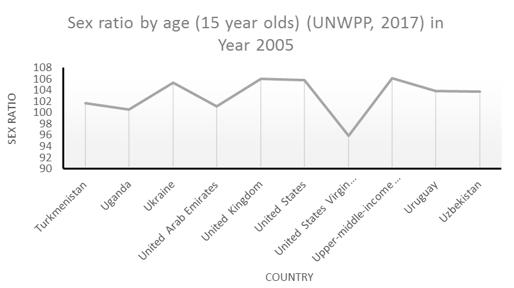 Sex ratio by age (15 year olds) (UNWPP, 2017) in
Year 2005
SEX RATIO
108
106
104
102
100
98
96
94
92
90
Turkmenistan
Uganda
Ukraine
United Arab Emirates
United Kingdom
United States
United States Virgin...
Upper-middle-income...
Uruguay
Uzbekistan
COUNTRY